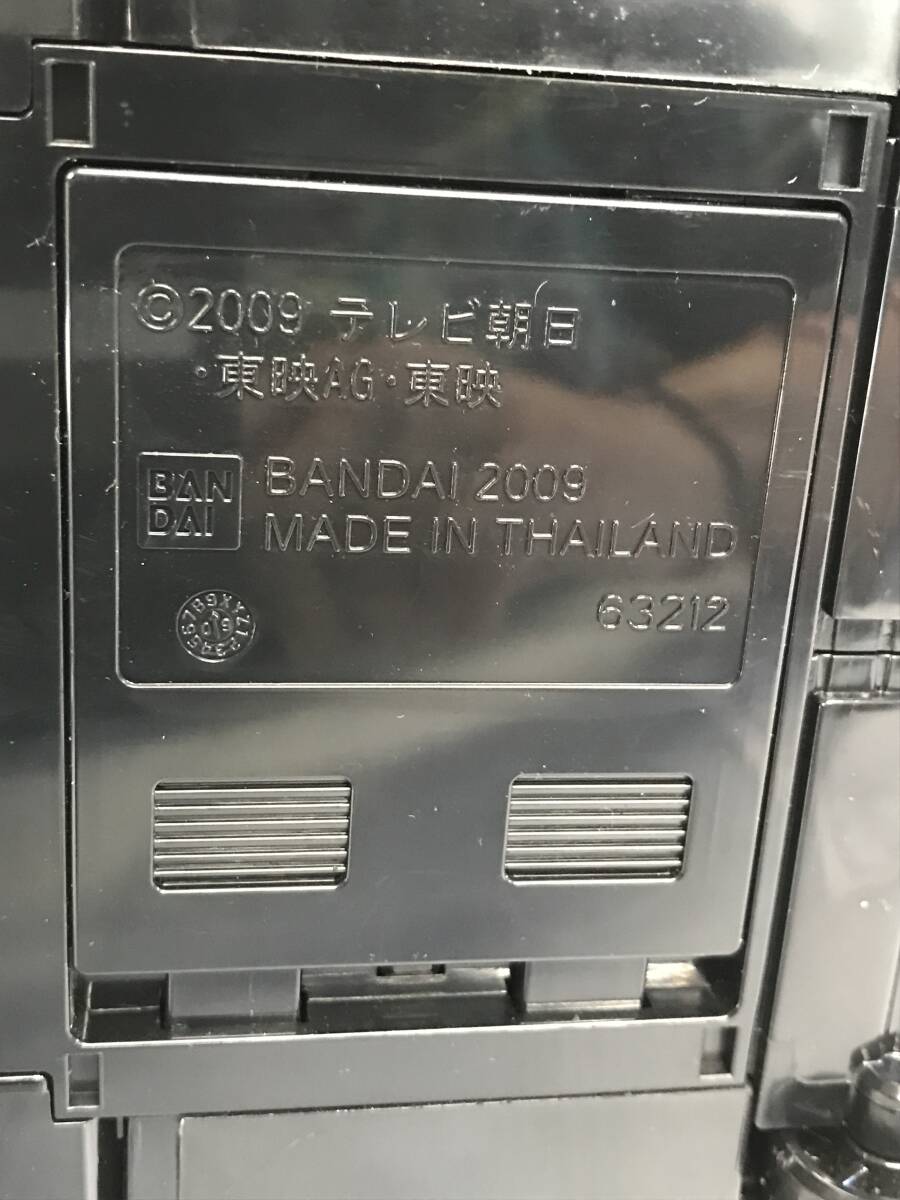 ©2009 テレビ朝日
・東映AG・東映
BAN
DAI
BANDAI 2009
MADE IN THAILAND
63212